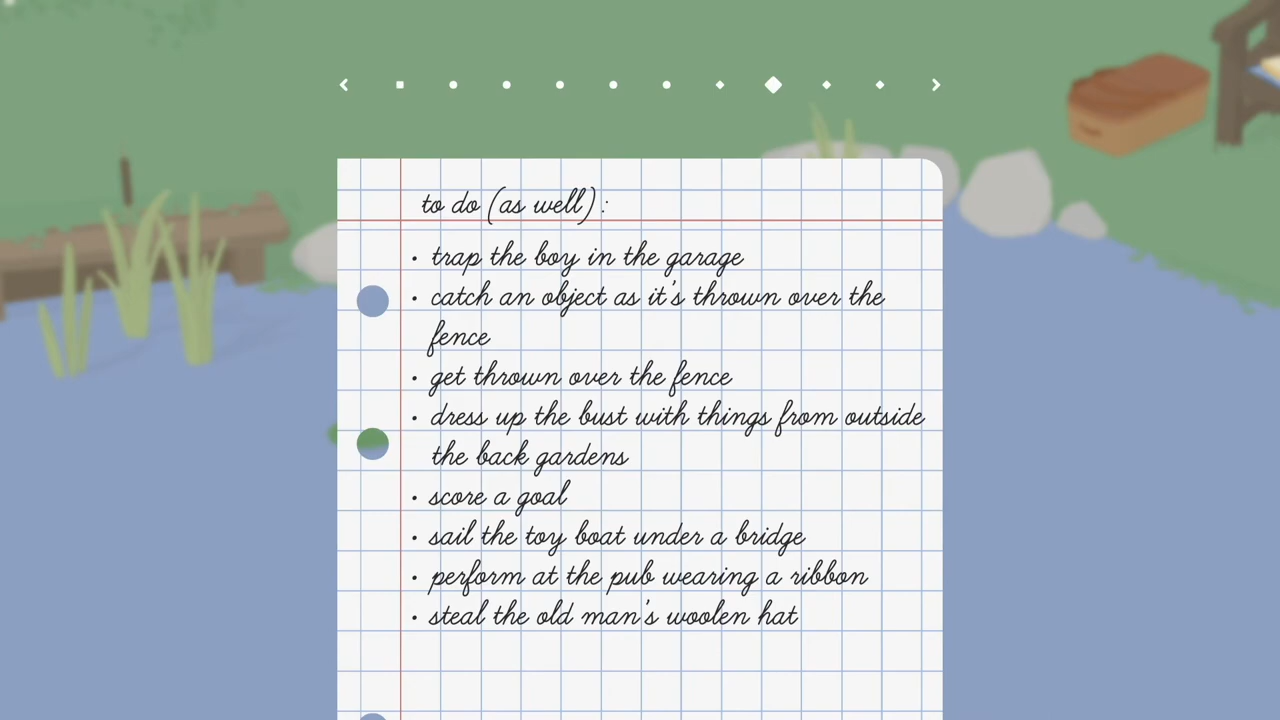 to do (as well):
• trap the boy in the garage
• catch an object as it's thrown over the
fence
• get thrown over the fence
• dress up the bust with things from outside
the back gardens
• score a goal
• sail the toy boat under a bridge
• perform at the pub wearing a ribbon
• steal the old man's woolen hat